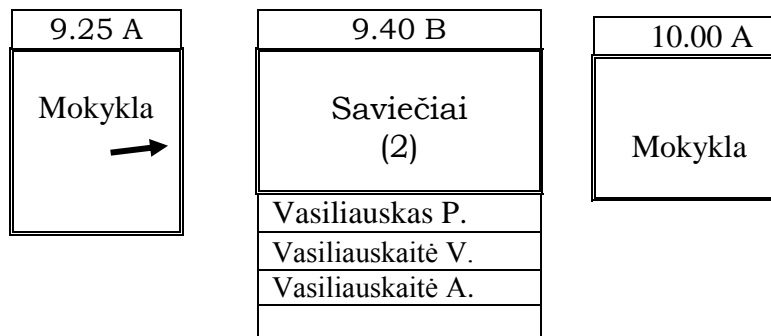 9.25 A
Mokykla
9.40 B
Saviečiai
(2)
Vasiliauskas P.
Vasiliauskaitė V.
Vasiliauskaitė A.
10.00 A
Mokykla